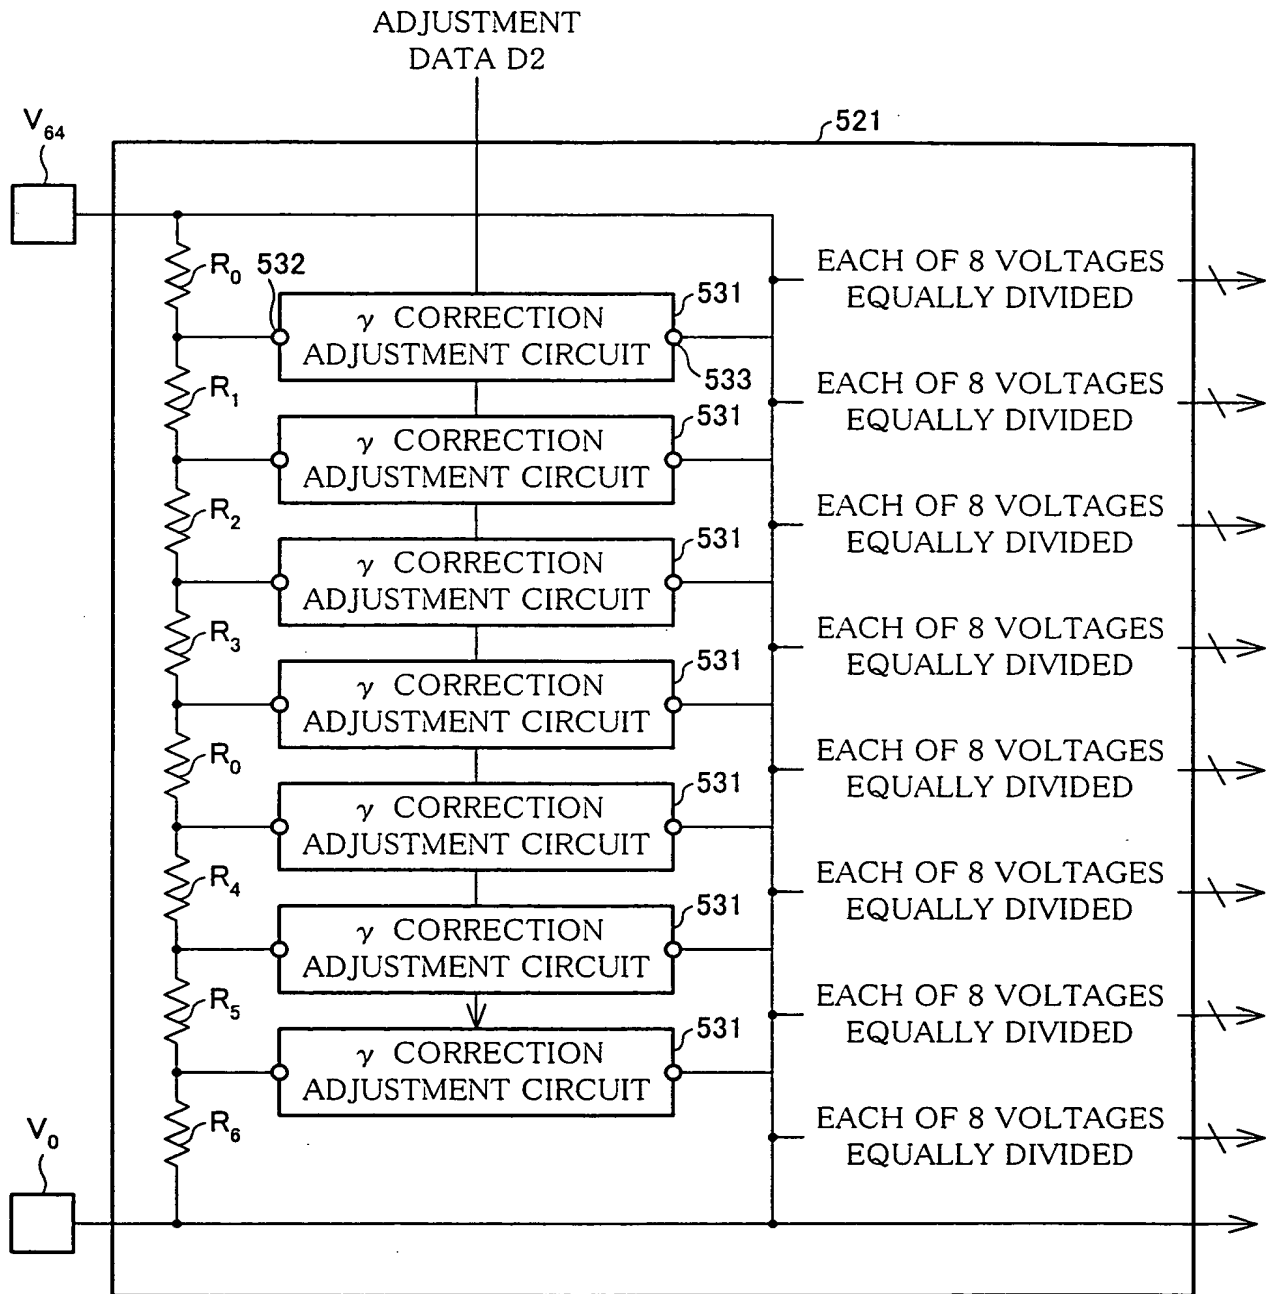 ADJUSTMENT
DATA D2
V64
521
R0
532
γ CORRECTION
ADJUSTMENT CIRCUIT
531
533
EACH OF 8 VOLTAGES
EQUALLY DIVIDED
R1
γ CORRECTION
ADJUSTMENT CIRCUIT
531
EACH OF 8 VOLTAGES
EQUALLY DIVIDED
R2
γ CORRECTION
ADJUSTMENT CIRCUIT
531
EACH OF 8 VOLTAGES
EQUALLY DIVIDED
R3
γ CORRECTION
ADJUSTMENT CIRCUIT
531
EACH OF 8 VOLTAGES
EQUALLY DIVIDED
R0
γ CORRECTION
ADJUSTMENT CIRCUIT
531
EACH OF 8 VOLTAGES
EQUALLY DIVIDED
R4
γ CORRECTION
ADJUSTMENT CIRCUIT
531
EACH OF 8 VOLTAGES
EQUALLY DIVIDED
R5
γ CORRECTION
ADJUSTMENT CIRCUIT
531
EACH OF 8 VOLTAGES
EQUALLY DIVIDED
R6
EACH OF 8 VOLTAGES
EQUALLY DIVIDED
V0